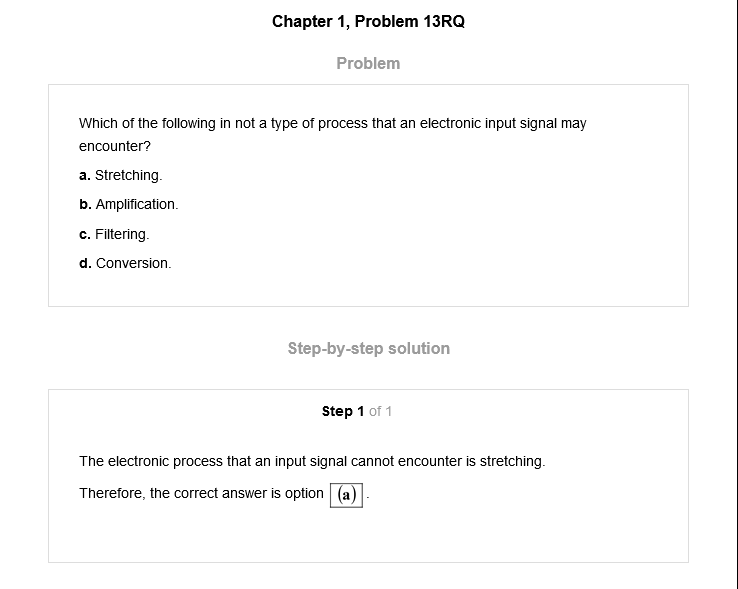 Chapter 1, Problem 13RQ
Problem
Which of the following in not a type of process that an electronic input signal may
encounter?
a. Stretching.
b. Amplification.
c. Filtering.
d. Conversion.
Step-by-step solution
Step 1 of 1
The electronic process that an input signal cannot encounter is stretching.
Therefore, the correct answer is option (a).